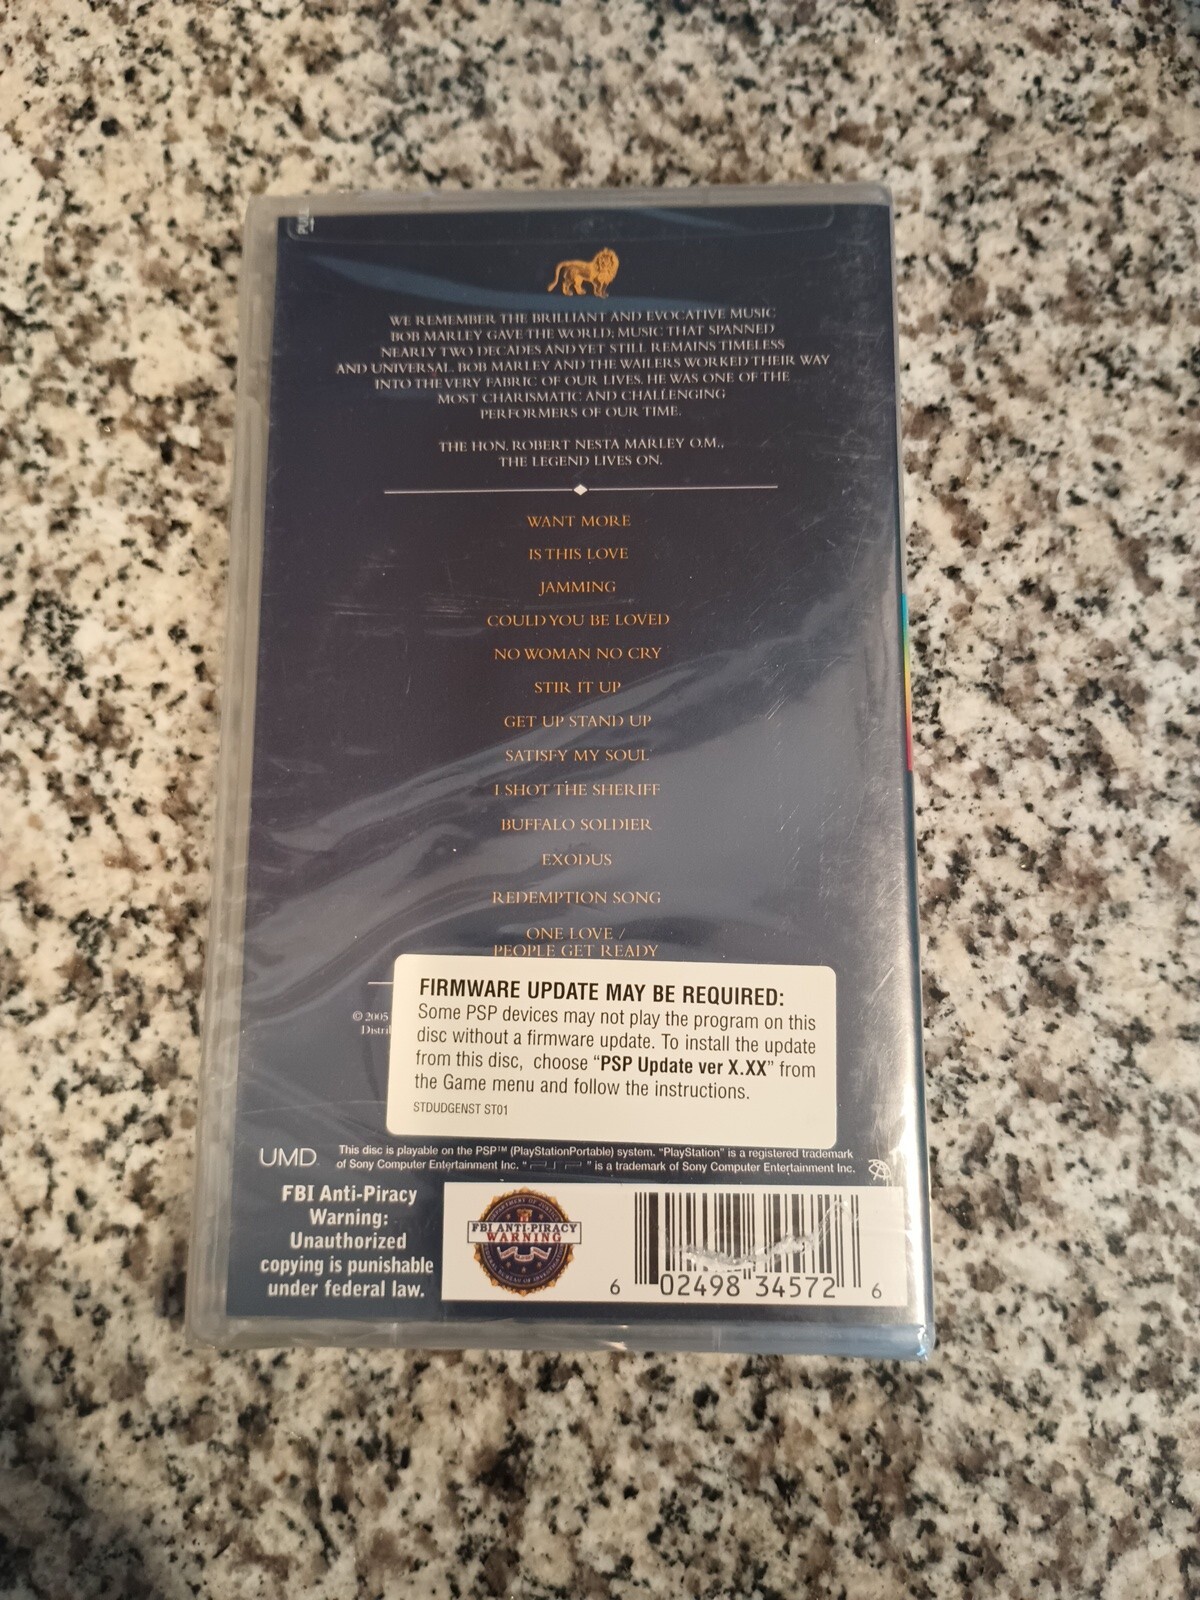 PULL
WE REMEMBER THE BRILLIANT AND EVOCATIVE MUSIC
BOB MARLEY GAVE THE WORLD; MUSIC THAT SPANNED
NEARLY TWO DECADES AND YET STILL REMAINS TIMELESS
AND UNIVERSAL. BOB MARLEY AND THE WAILERS WORKED THEIR WAY
INTO THE VERY FABRIC OF OUR LIVES. HE WAS ONE OF THE
MOST CHARISMATIC AND CHALLENGING
PERFORMERS OF OUR TIME.
THE HON. ROBERT NESTA MARLEY O.M.,
THE LEGEND LIVES ON.
WANT MORE
IS THIS LOVE
JAMMING
COULD YOU BE LOVED
NO WOMAN NO CRY
STIR IT UP
GET UP STAND UP
SATISFY MY SOUL
I SHOT THE SHERIFF
BUFFALO SOLDIER
EXODUS
REDEMPTION SONG
ONE LOVE /
PEOPLE GET READY
© 2005
FIRMWARE UPDATE MAY BE REQUIRED:
Some PSP devices may not play the program on this
disc without a firmware update. To install the update
from this disc, choose "PSP Update ver X.XX" from
the Game menu and follow the instructions.
STDUDGENST ST01
UMD
This disc is playable on the PSP™ (PlayStationPortable) system. "PlayStation" is a registered trademark
of Sony Computer Entertainment Inc. "PSP" is a trademark of Sony Computer Entertainment Inc.
FBI Anti-Piracy
Warning:
Unauthorized
copying is punishable
under federal law.
FBI ANTI-PIRACY
WARNING
6 02498 34572 6